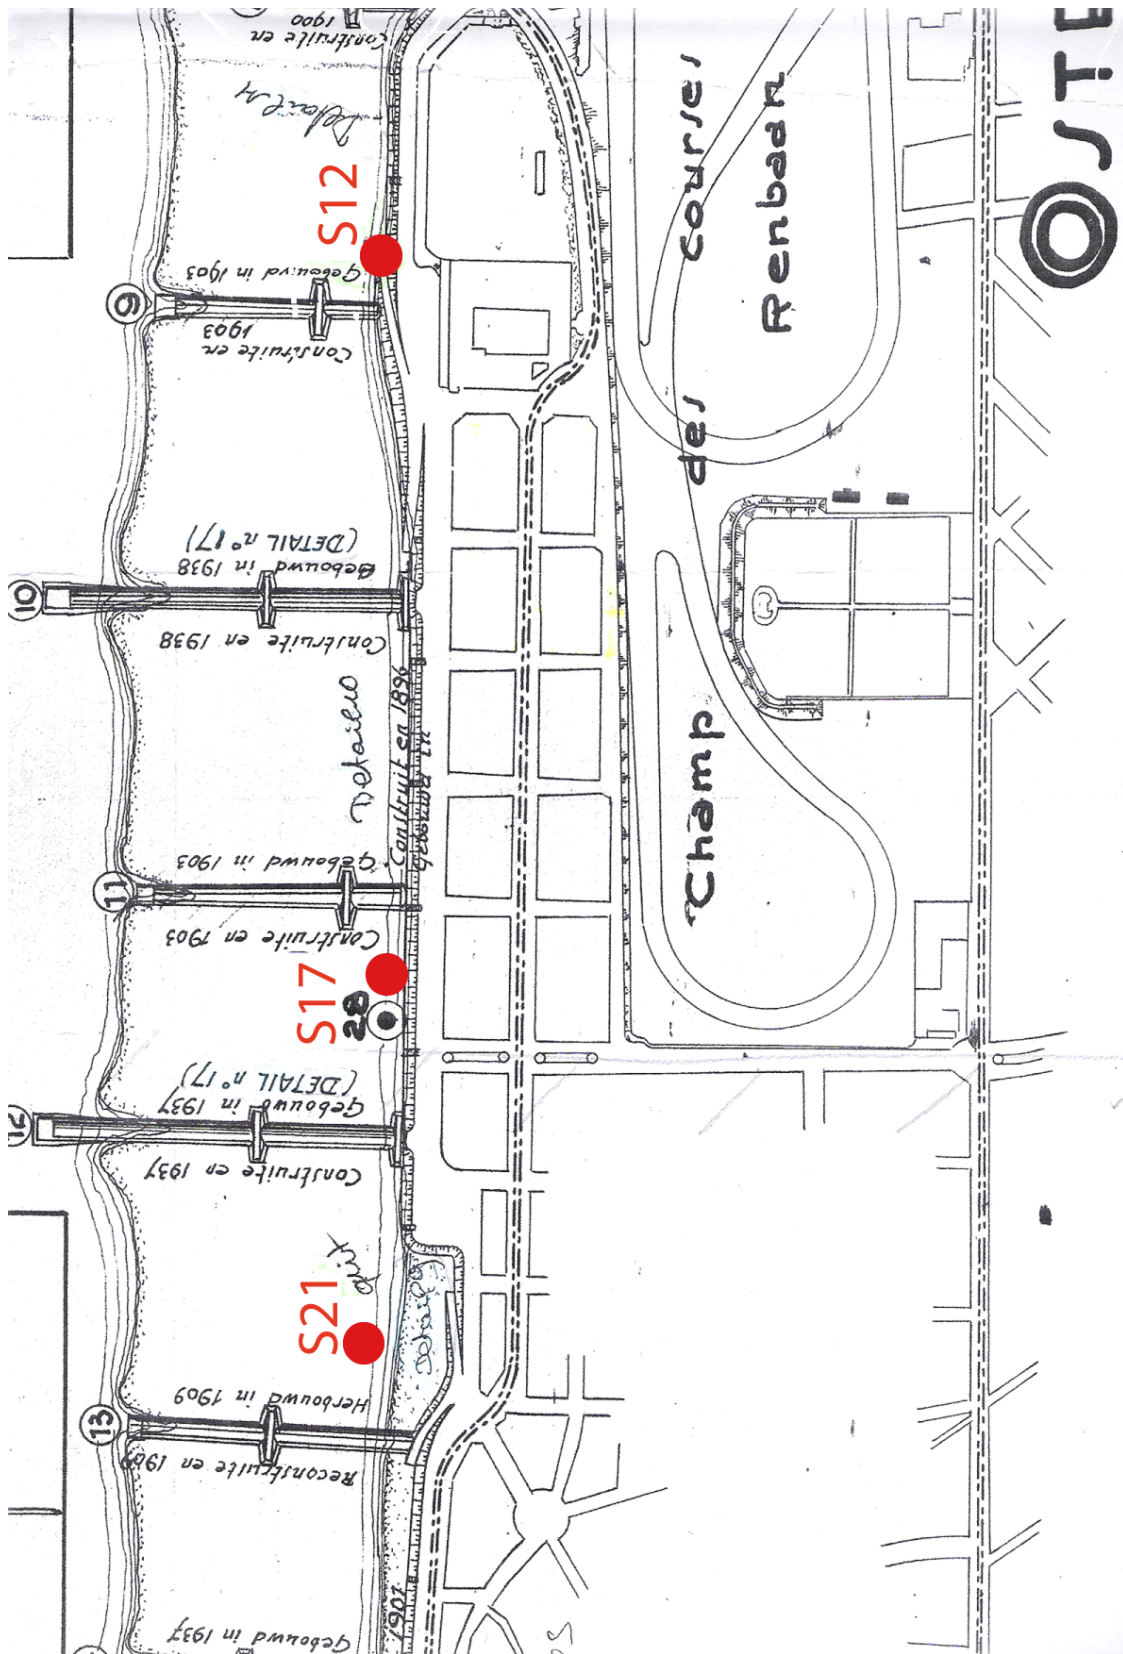 Construite en
1900
S12
Gebouwd in 1903
9
Construite en
1903
(DETAIL n° 17)
Gebouwd in 1938
10
Construite en 1938
Construit en 1896
Gebouwd in
Gebouwd in 1903
11
Construite en 1903
S17
28
(DETAIL n° 17)
Gebouwd in 1937
12
Construite en 1937
S21
Herbouwd in 1909
13
Reconstruite en 1909
1907
Gebouwd in 1937
Champ des courses
Renbaan
OSTE